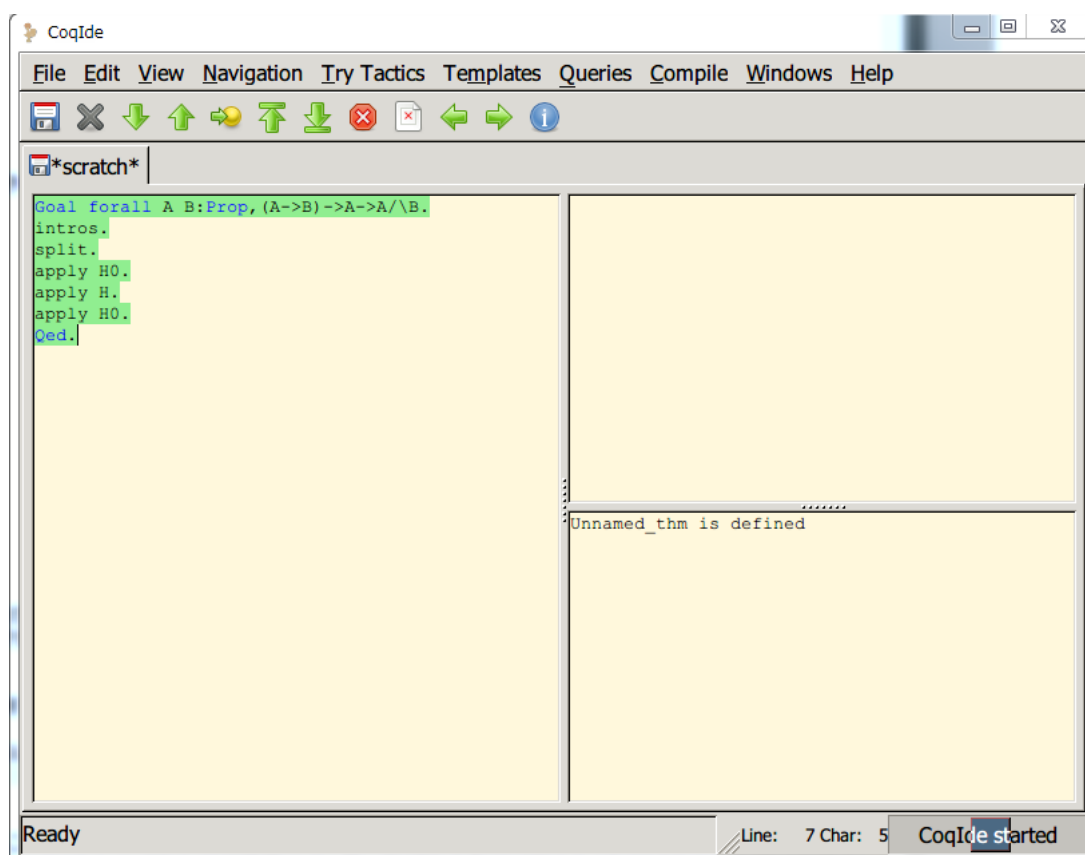 CoqIde
File Edit View Navigation Try Tactics Templates Queries Compile Windows Help
*scratch*
Goal forall A B:Prop,(A->B)->A->A/\B.
intros.
split.
apply H0.
apply H.
apply H0.
Qed.
Unnamed_thm is defined
Ready Line: 7 Char: 5 CoqIde started